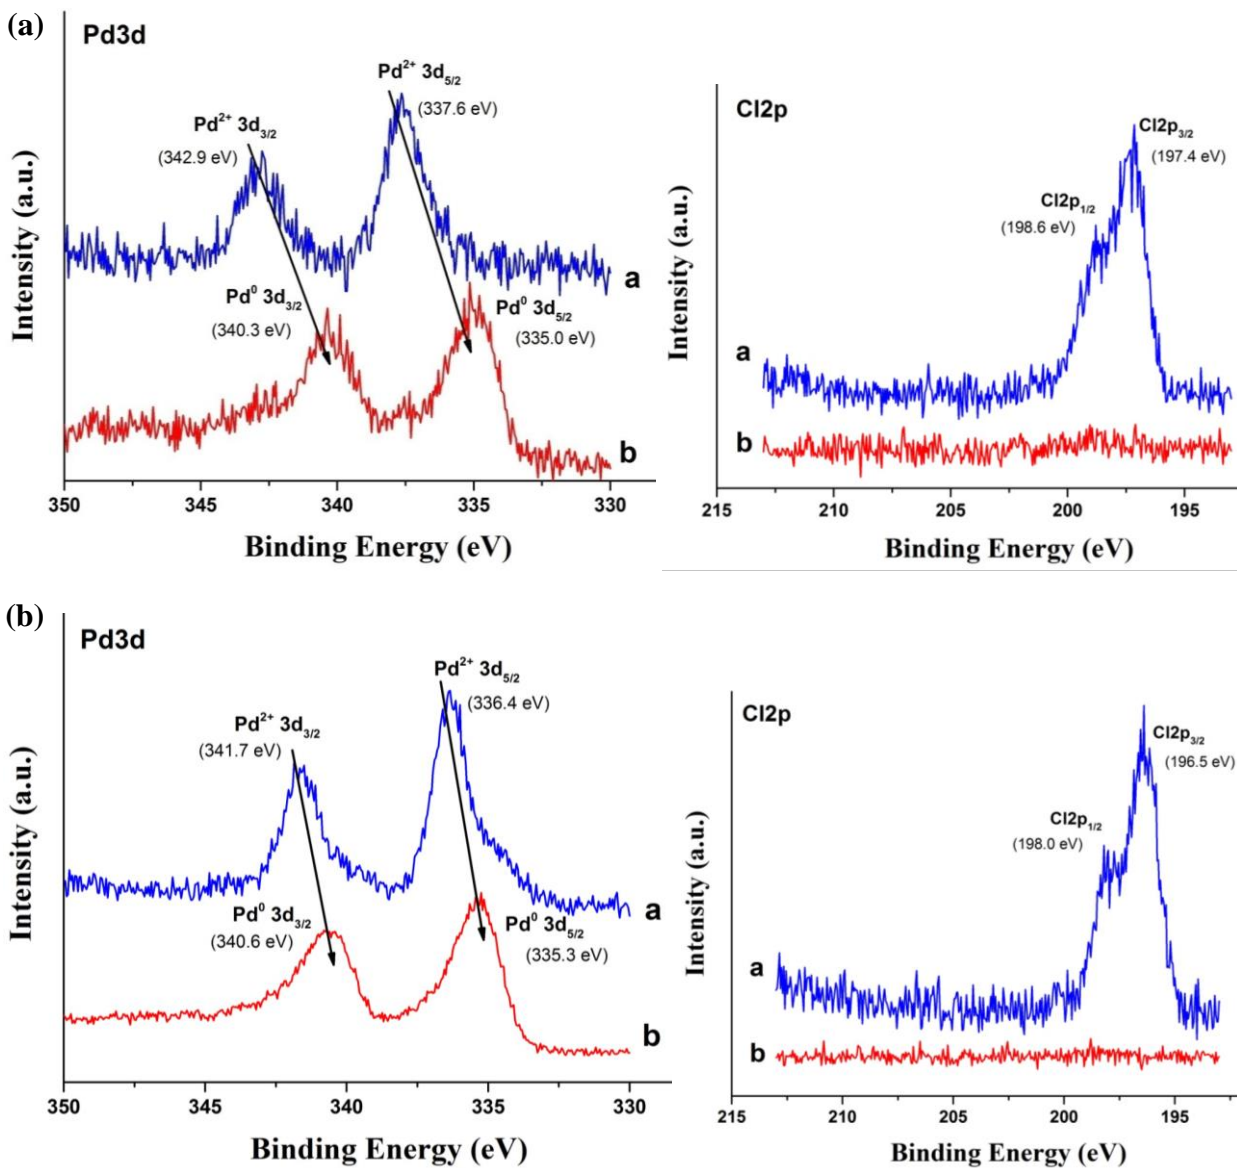 (a)
Pd3d
Pd²⁺ 3d₅/₂
(337.6 eV)
Pd²⁺ 3d₃/₂
(342.9 eV)
a
Pd⁰ 3d₃/₂
(340.3 eV)
Pd⁰ 3d₅/₂
(335.0 eV)
b
Intensity (a.u.)
350 345 340 335 330
Binding Energy (eV)
Cl2p
Cl2p₃/₂
(197.4 eV)
Cl2p₁/₂
(198.6 eV)
a
b
Intensity (a.u.)
215 210 205 200 195
Binding Energy (eV)
(b)
Pd3d
Pd²⁺ 3d₅/₂
(336.4 eV)
Pd²⁺ 3d₃/₂
(341.7 eV)
a
Pd⁰ 3d₃/₂
(340.6 eV)
Pd⁰ 3d₅/₂
(335.3 eV)
b
Intensity (a.u.)
350 345 340 335 330
Binding Energy (eV)
Cl2p
Cl2p₃/₂
(196.5 eV)
Cl2p₁/₂
(198.0 eV)
a
b
Intensity (a.u.)
215 210 205 200 195
Binding Energy (eV)